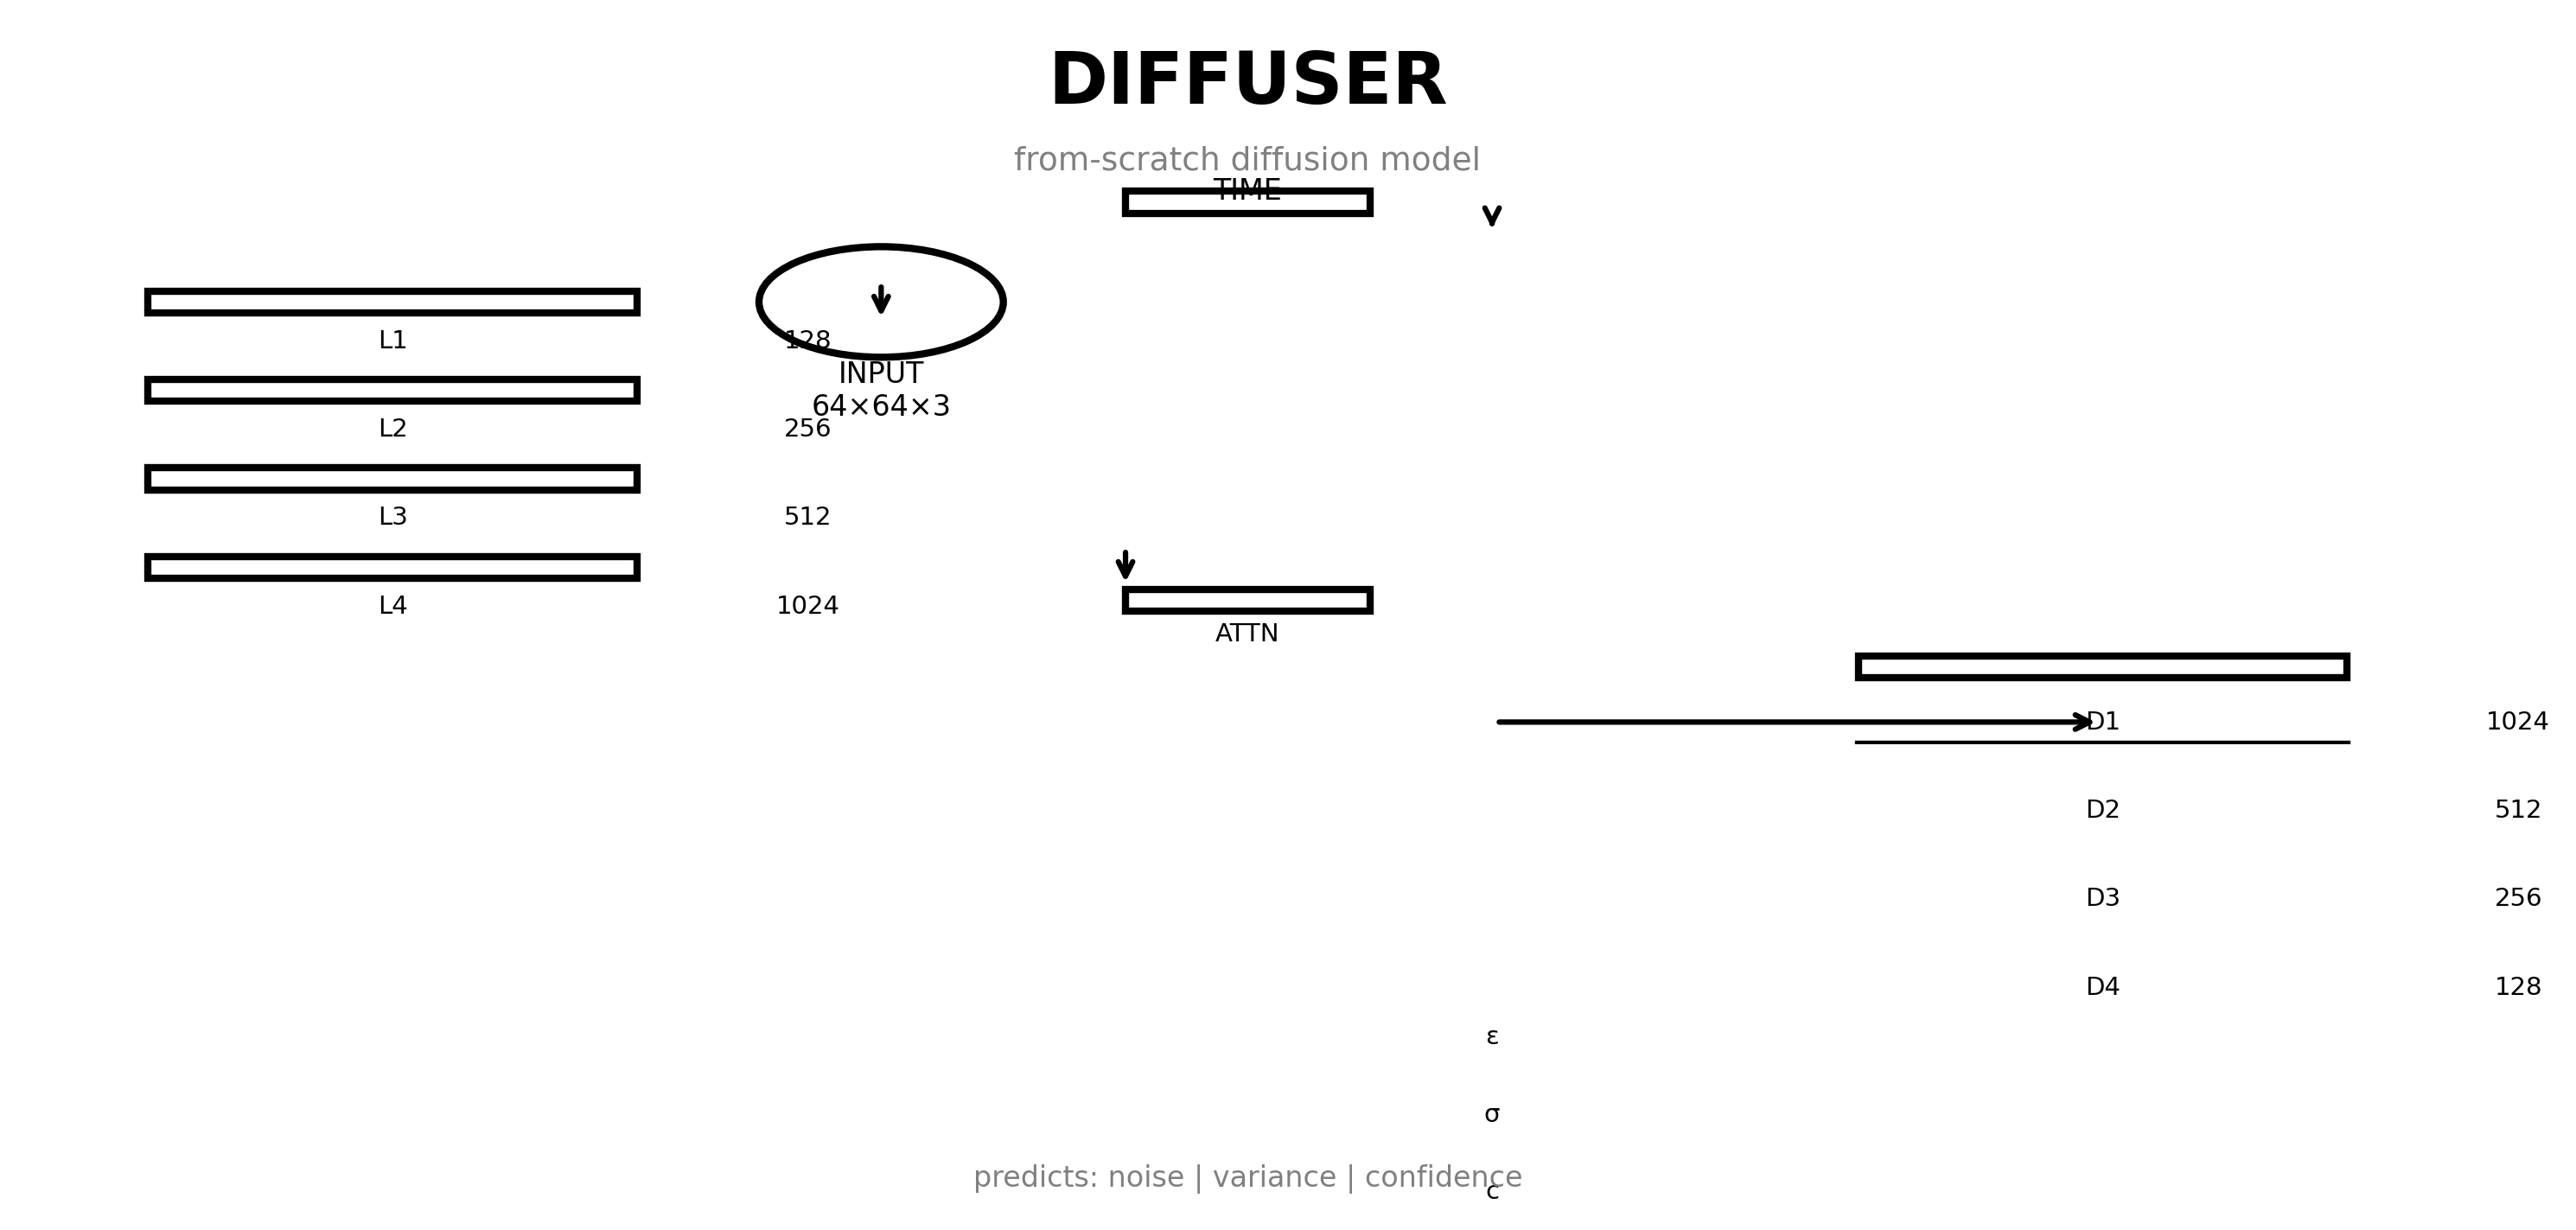 DIFFUSER
from-scratch diffusion model
TIME
L1
128
INPUT
64×64×3
L2
256
L3
512
L4
1024
ATTN
D1
1024
D2
512
D3
256
D4
128
ε
σ
predicts: noise | variance | confidence
c